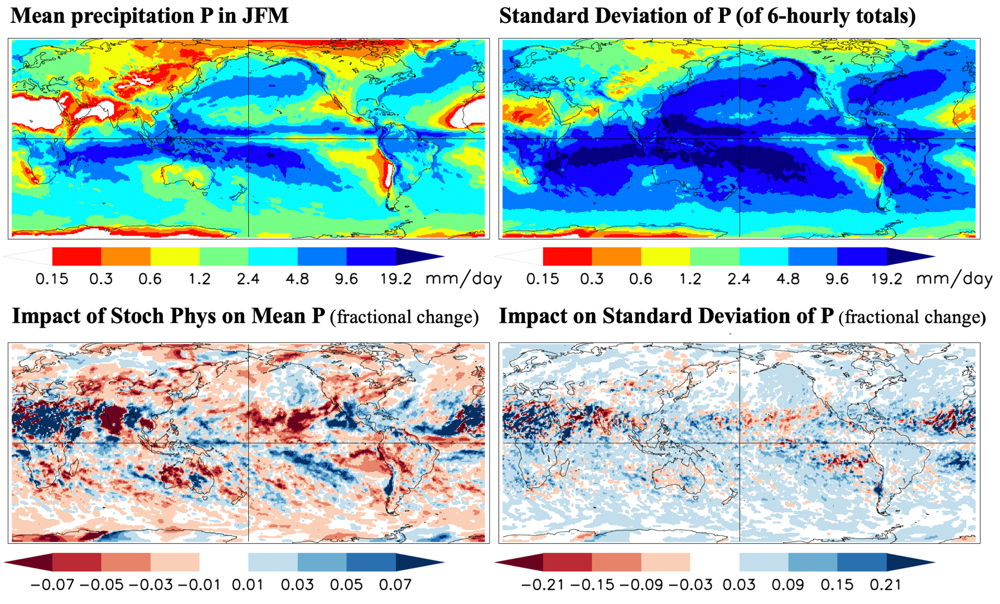 Mean precipitation P in JFM
Standard Deviation of P (of 6-hourly totals)
0.15 0.3 0.6 1.2 2.4 4.8 9.6 19.2 mm/day
0.15 0.3 0.6 1.2 2.4 4.8 9.6 19.2 mm/day
Impact of Stoch Phys on Mean P (fractional change)
Impact on Standard Deviation of P (fractional change)
−0.07 −0.05 −0.03 −0.01 0.01 0.03 0.05 0.07
−0.21 −0.15 −0.09 −0.03 0.03 0.09 0.15 0.21